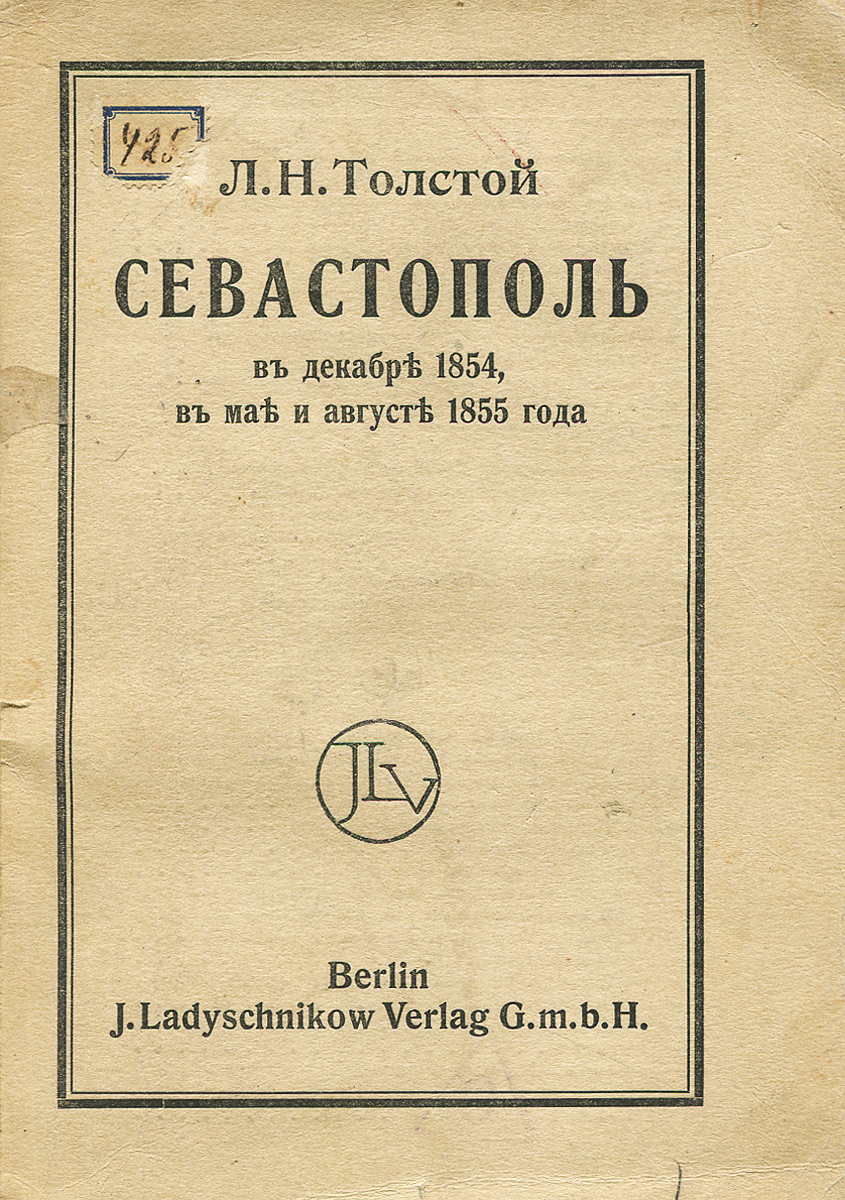 425
Л. Н. Толстой
СЕВАСТОПОЛЬ
въ декабрѣ 1854,
въ маѣ и августѣ 1855 года
JLV
Berlin
J. Ladyschnikow Verlag G.m.b.H.